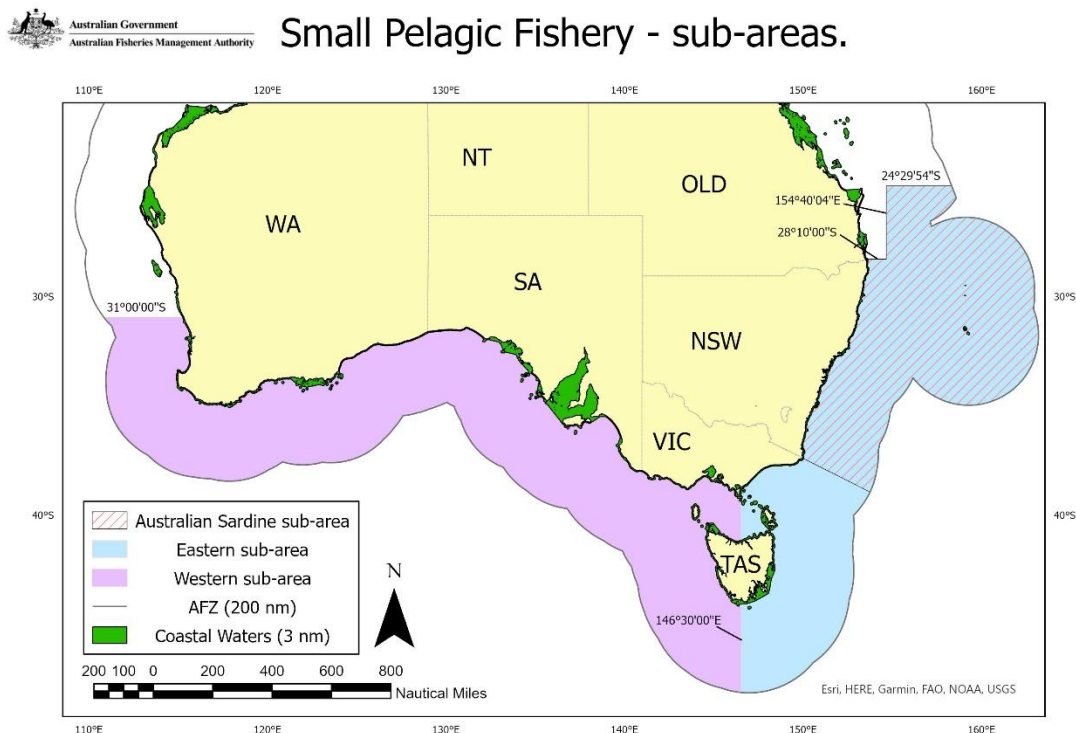 Australian Government
Australian Fisheries Management Authority
Small Pelagic Fishery - sub-areas.
110°E 120°E 130°E 140°E 150°E 160°E
NT
OLD
24°29'54"S
154°40'04"E
WA
28°10'00"S
SA
30°S 30°S
31°00'00"S
NSW
VIC
40°S 40°S
Australian Sardine sub-area
Eastern sub-area
Western sub-area
AFZ (200 nm)
Coastal Waters (3 nm)
N
TAS
146°30'00"E
200 100 0 200 400 600 800
Nautical Miles
Esri, HERE, Garmin, FAO, NOAA, USGS
110°E 120°E 130°E 140°E 150°E 160°E